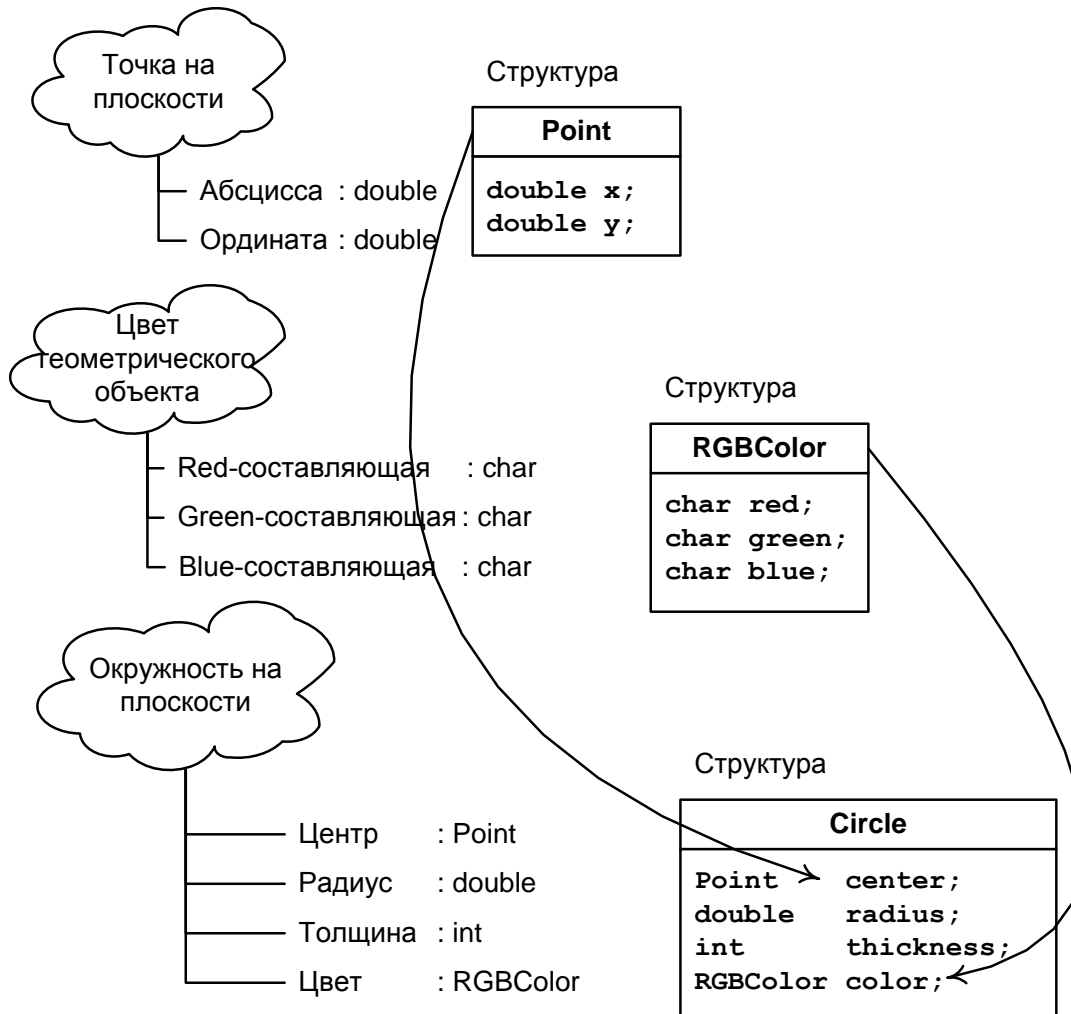 Точка на
плоскости
Абсцисса : double
Ордината : double
Структура
Point
double x;
double y;
Цвет
геометрического
объекта
Red-составляющая : char
Green-составляющая : char
Blue-составляющая : char
Структура
RGBColor
char red;
char green;
char blue;
Окружность на
плоскости
Центр : Point
Радиус : double
Толщина : int
Цвет : RGBColor
Структура
Circle
Point center;
double radius;
int thickness;
RGBColor color;